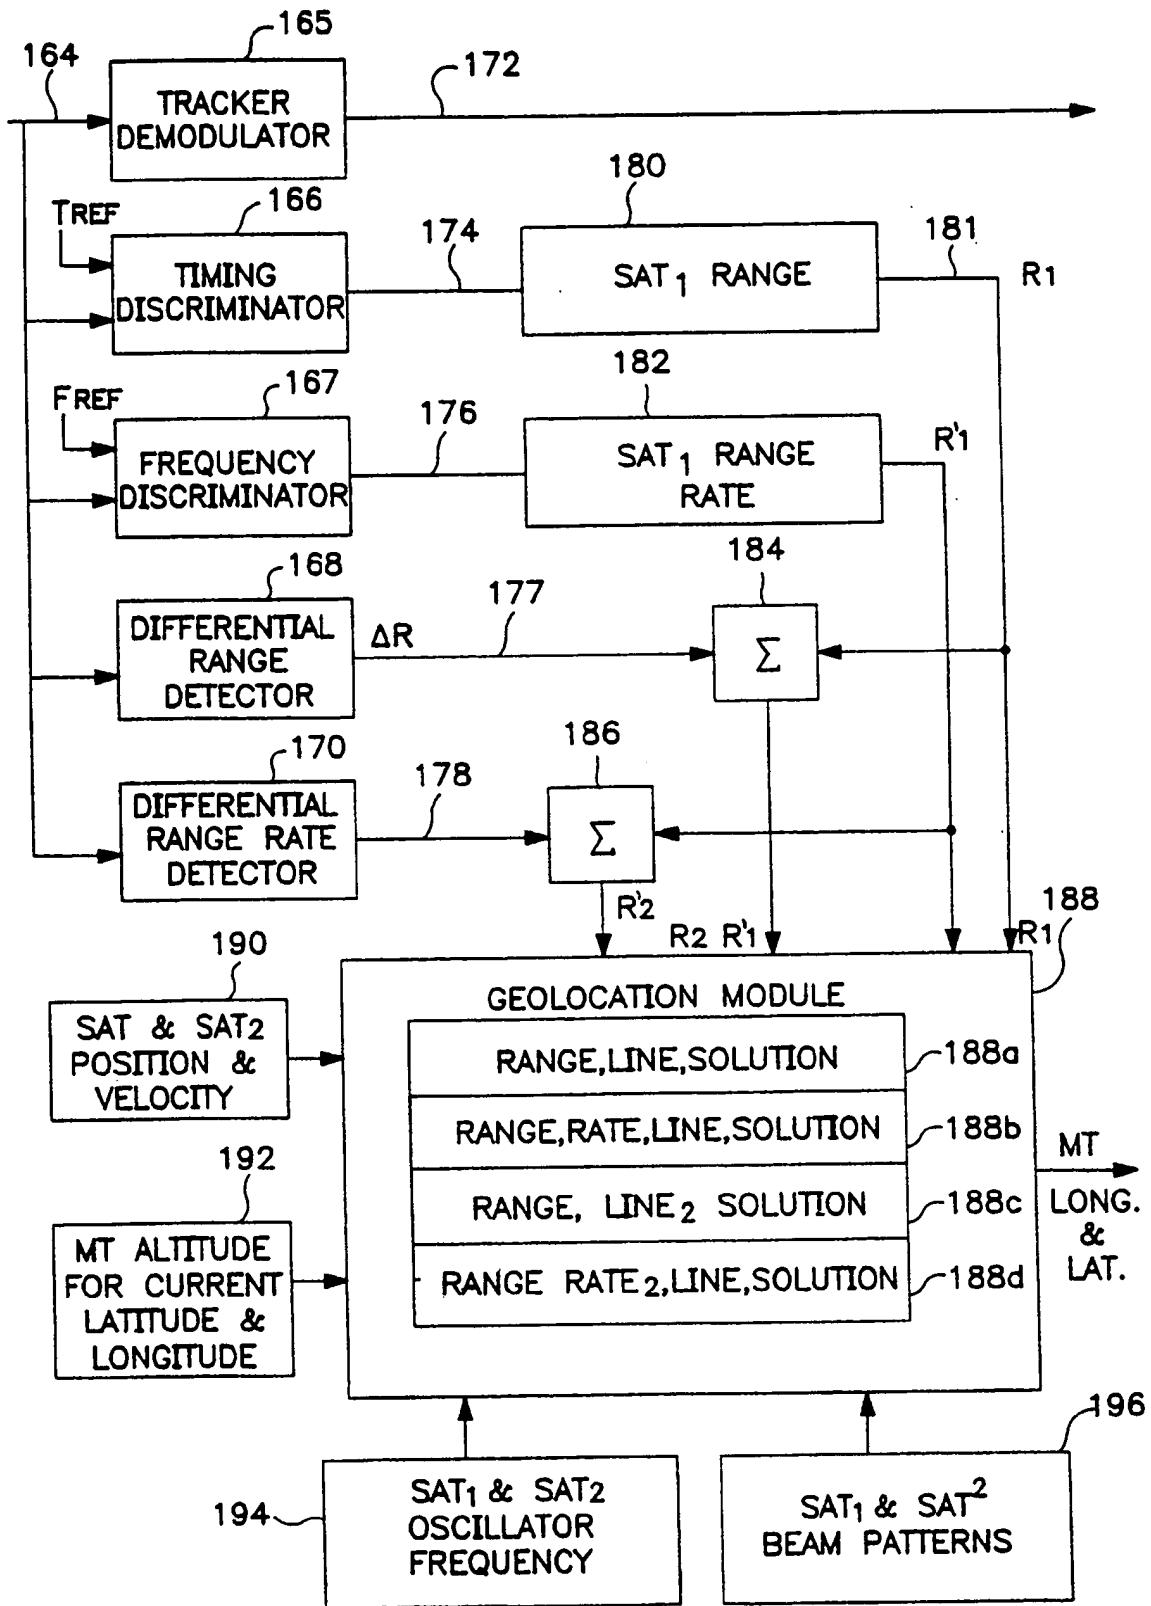 165
164
172
TRACKER
DEMODULATOR
180
166
TREF
174
181
TIMING
DISCRIMINATOR
SAT1 RANGE
R1
182
167
FREF
176
R'1
FREQUENCY
DISCRIMINATOR
SAT1 RANGE
RATE
184
168
177
ΔR
DIFFERENTIAL
RANGE
DETECTOR
Σ
186
170
178
DIFFERENTIAL
RANGE RATE
DETECTOR
Σ
R'2
R2 R'1
R1
188
190
GEOLOCATION MODULE
SAT & SAT2
POSITION &
VELOCITY
RANGE,LINE,SOLUTION
188a
RANGE,RATE,LINE,SOLUTION
188b
192
MT
RANGE, LINE2 SOLUTION
188c
LONG.
&
LAT.
MT ALTITUDE
FOR CURRENT
LATITUDE &
LONGITUDE
RANGE RATE2,LINE,SOLUTION
188d
196
194
SAT1 & SAT2
OSCILLATOR
FREQUENCY
SAT1 & SAT2
BEAM PATTERNS